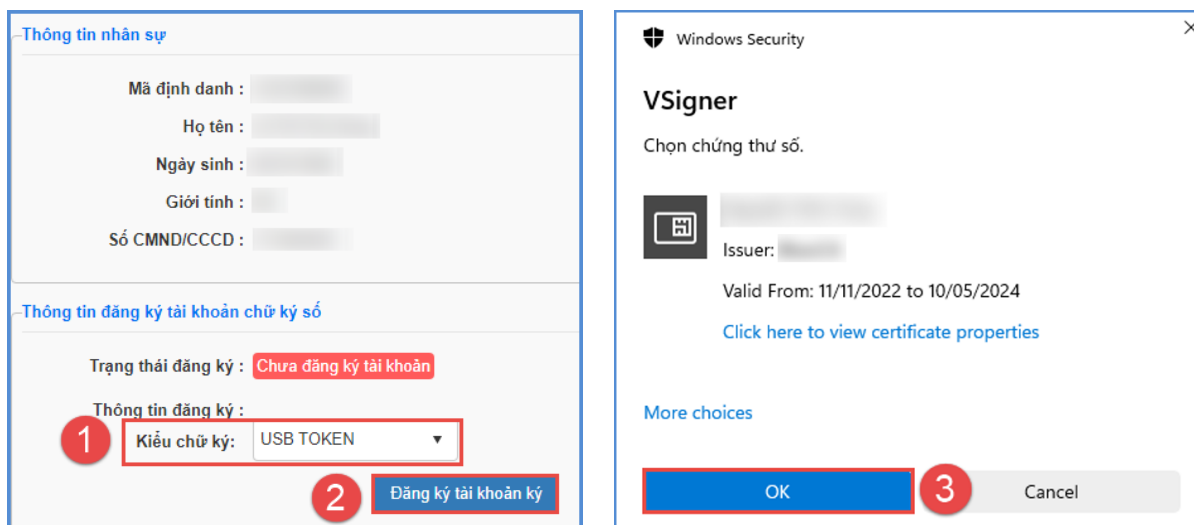 Thông tin nhân sự
Mã định danh :
Họ tên :
Ngày sinh :
Giới tính :
Số CMND/CCCD :
Thông tin đăng ký tài khoản chữ ký số
Trạng thái đăng ký : Chưa đăng ký tài khoản
Thông tin đăng ký :
1 Kiểu chữ ký: USB TOKEN
2 Đăng ký tài khoản ký
Windows Security
VSigner
Chọn chứng thư số.
Issuer:
Valid From: 11/11/2022 to 10/05/2024
Click here to view certificate properties
More choices
OK 3 Cancel